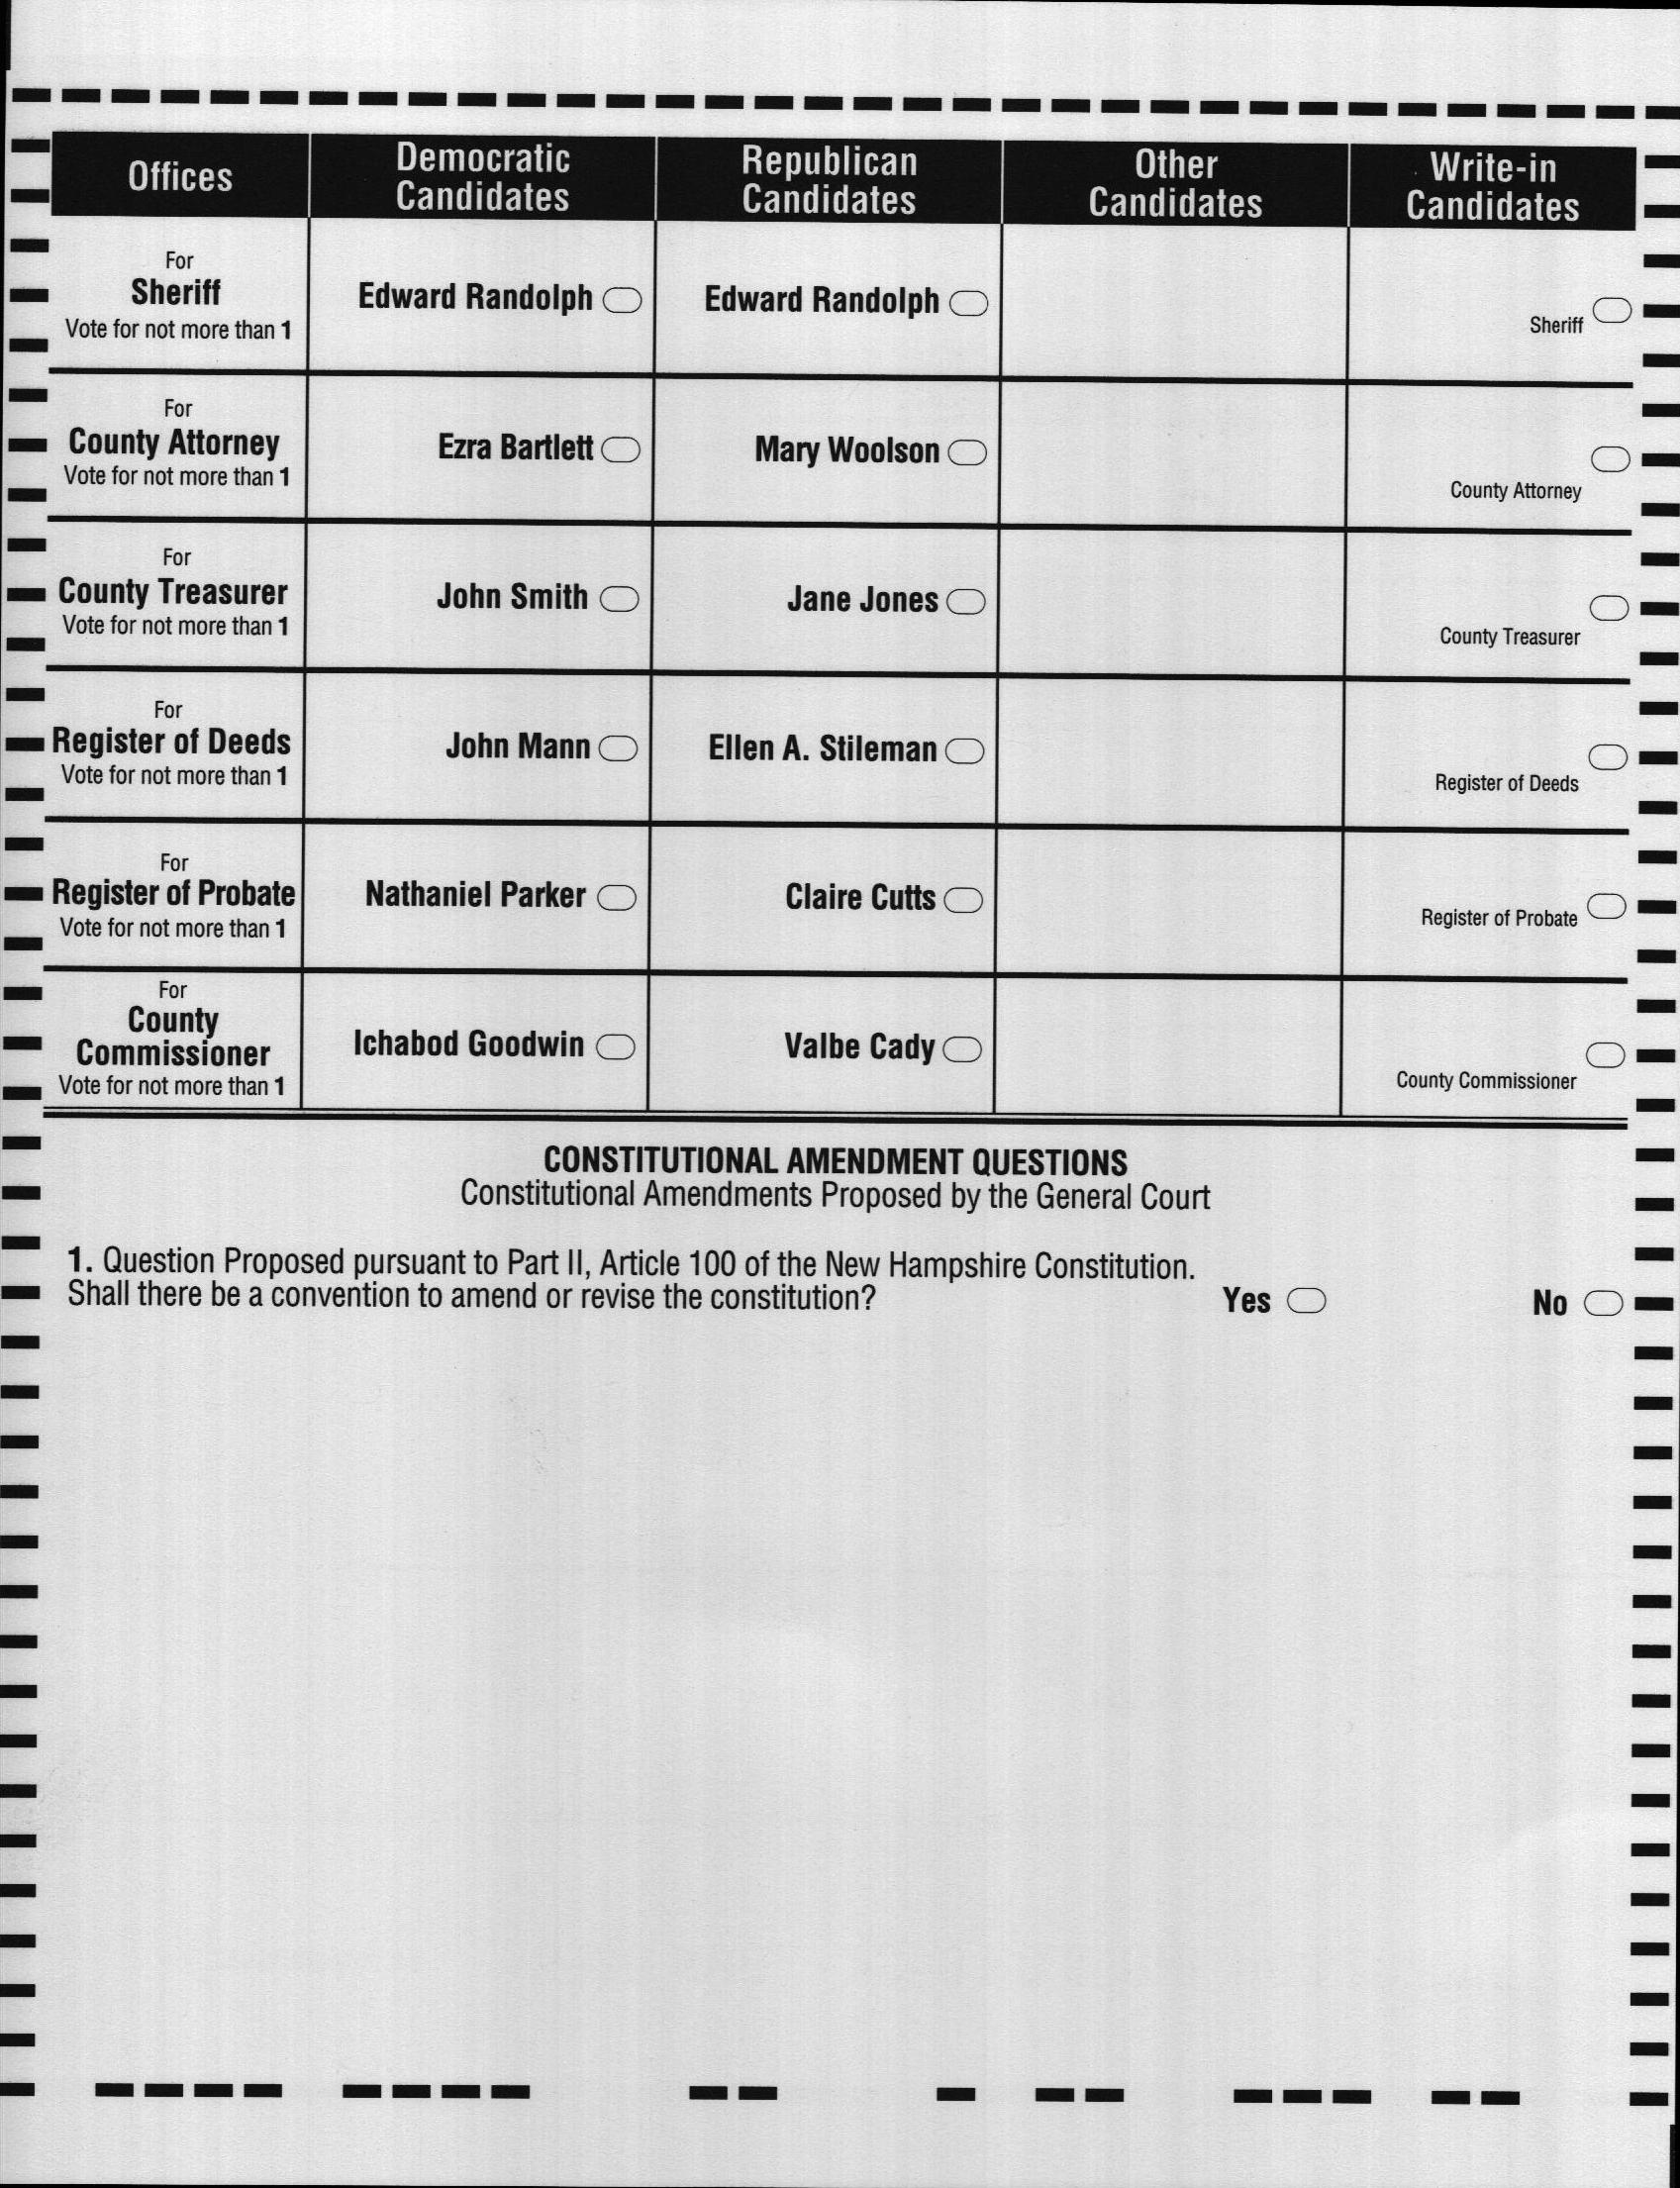 Offices
Democratic
Candidates
Republican
Candidates
Other
Candidates
Write-in
Candidates
For
Sheriff
Vote for not more than 1
Edward Randolph
Edward Randolph
Sheriff
For
County Attorney
Vote for not more than 1
Ezra Bartlett
Mary Woolson
County Attorney
For
County Treasurer
Vote for not more than 1
John Smith
Jane Jones
County Treasurer
For
Register of Deeds
Vote for not more than 1
John Mann
Ellen A. Stileman
Register of Deeds
For
Register of Probate
Vote for not more than 1
Nathaniel Parker
Claire Cutts
Register of Probate
For
County
Commissioner
Vote for not more than 1
Ichabod Goodwin
Valbe Cady
County Commissioner
CONSTITUTIONAL AMENDMENT QUESTIONS
Constitutional Amendments Proposed by the General Court
1. Question Proposed pursuant to Part II, Article 100 of the New Hampshire Constitution.
Shall there be a convention to amend or revise the constitution?
Yes
No